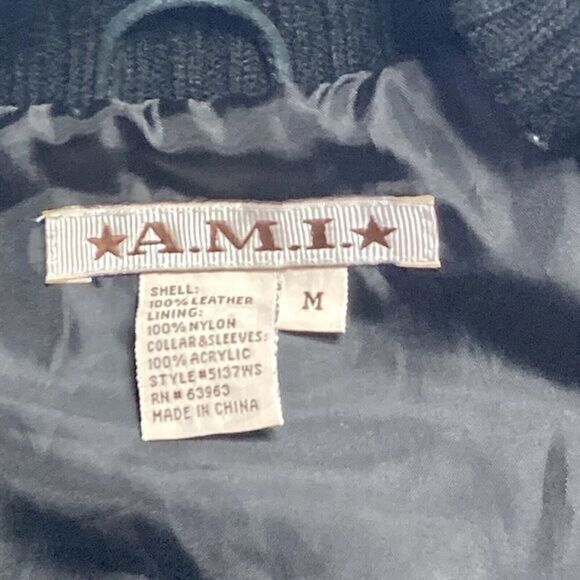 ★A.M.I.★
SHELL:
100% LEATHER
LINING:
100% NYLON
COLLAR&SLEEVES:
100% ACRYLIC
STYLE#5137WS
RN# 63963
MADE IN CHINA
M